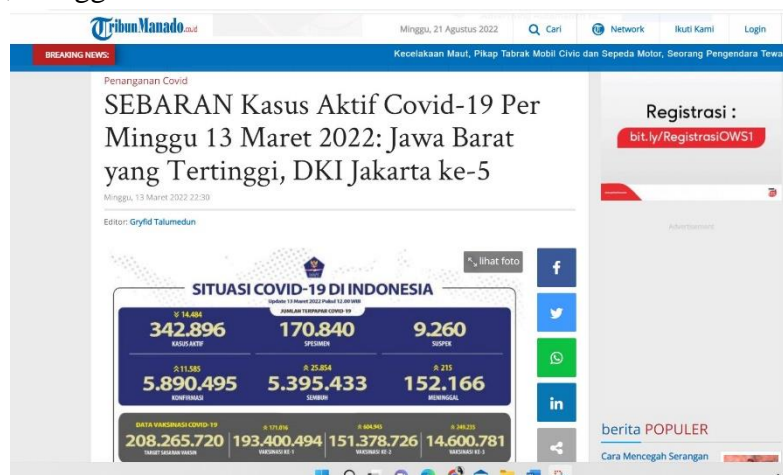 TribunManado.co.id
Minggu, 21 Agustus 2022
Cari
Network
Ikuti Kami
Login
BREAKING NEWS:
Kecelakaan Maut, Pikap Tabrak Mobil Civic dan Sepeda Motor, Seorang Pengendara Tewa
Penanganan Covid
SEBARAN Kasus Aktif Covid-19 Per
Minggu 13 Maret 2022: Jawa Barat
yang Tertinggi, DKI Jakarta ke-5
Minggu, 13 Maret 2022 22:30
Editor: Gryfid Talumedun
Registrasi :
bit.ly/RegistrasiOWS1
Advertisement
lihat foto
SITUASI COVID-19 DI INDONESIA
Update 13 Maret 2022 Pukul 12.00 WIB
JUMLAH TERPAPAR COVID-19
14.484
342.896
KASUS AKTIF
170.840
SPESIMEN
9.260
SUSPEK
11.585
5.890.495
KONFIRMASI
25.854
5.395.433
SEMBUH
215
152.166
MENINGGAL
DATA VAKSINASI COVID-19
208.265.720
TARGET SASARAN VAKSIN
171.016
193.400.494
VAKSINASI KE-1
604.945
151.378.726
VAKSINASI KE-2
249.235
14.600.781
VAKSINASI KE-3
berita POPULER
Cara Mencegah Serangan